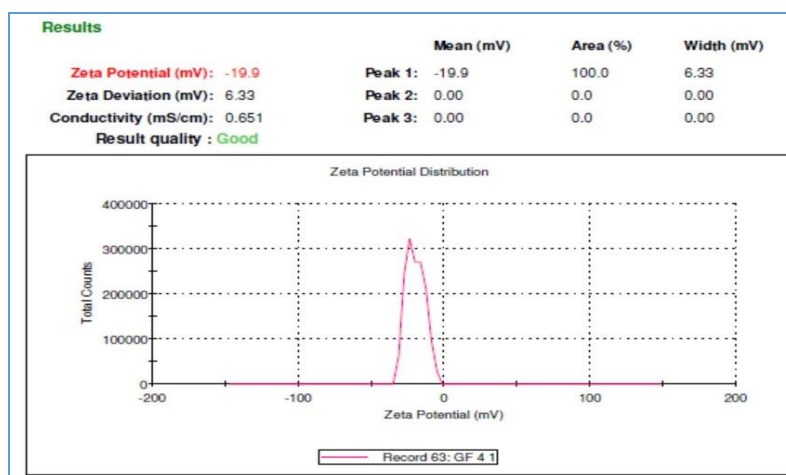 Results
Mean (mV) Area (%) Width (mV)
Zeta Potential (mV): -19.9 Peak 1: -19.9 100.0 6.33
Zeta Deviation (mV): 6.33 Peak 2: 0.00 0.0 0.00
Conductivity (mS/cm): 0.651 Peak 3: 0.00 0.0 0.00
Result quality : Good
Zeta Potential Distribution
400000
300000
200000
100000
0
Total Counts
-200 -100 0 100 200
Zeta Potential (mV)
Record 63: GF 4 1